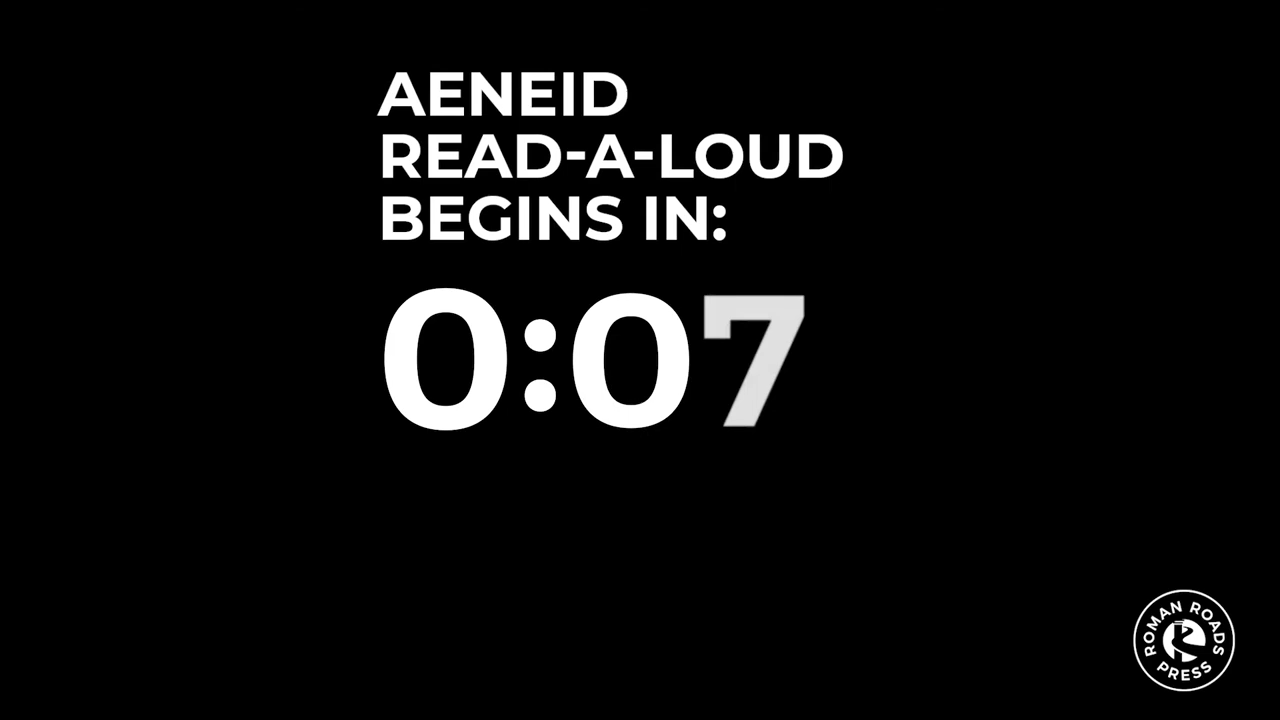 AENEID
READ-A-LOUD
BEGINS IN:
0:07
ROMAN ROADS
PRESS